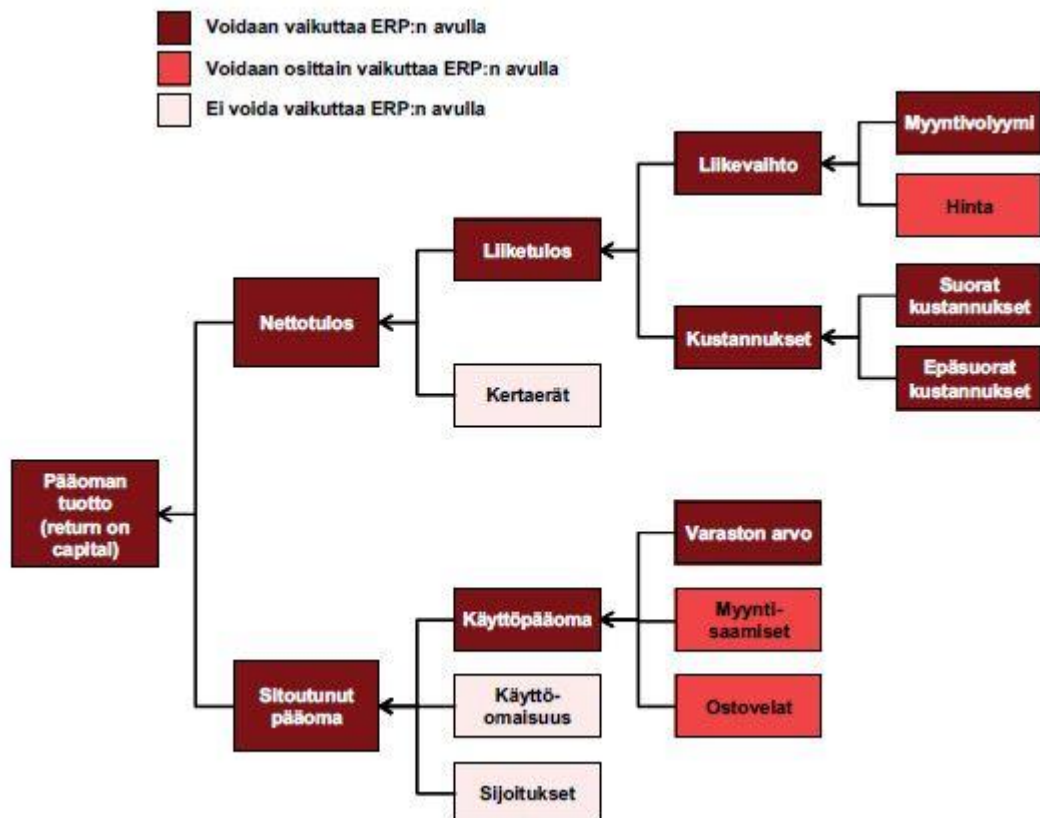 Voidaan vaikuttaa ERP:n avulla
Voidaan osittain vaikuttaa ERP:n avulla
Ei voida vaikuttaa ERP:n avulla
Myyntivolyymi
Liikevaihto
Hinta
Liiketulos
Suorat
kustannukset
Nettotulos
Kustannukset
Epäsuorat
kustannukset
Kertaerät
Pääoman
tuotto
(return on
capital)
Varaston arvo
Käyttöpääoma
Myynti-
saamiset
Sitoutunut
pääoma
Käyttö-
omaisuus
Ostovelat
Sijoitukset